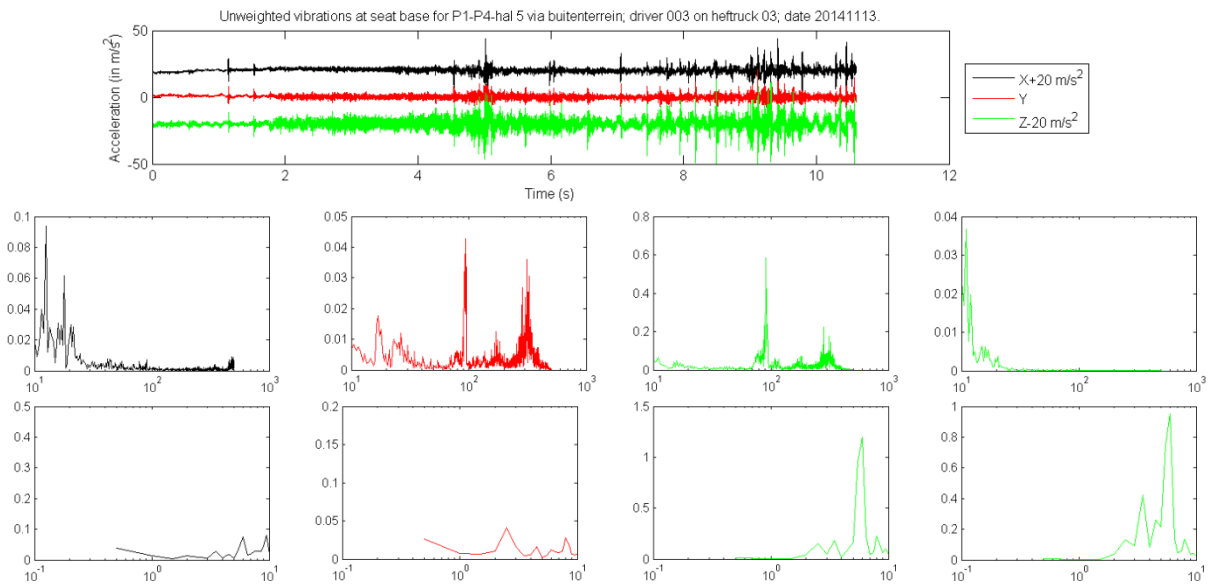 Unweighted vibrations at seat base for P1-P4-hal 5 via buitenterrein; driver 003 on heftruck 03; date 20141113.
Acceleration (in m/s²)
50
0
-50
0 2 4 6 8 10 12
Time (s)
X+20 m/s²
Y
Z-20 m/s²
0.1 0.05 0.8 0.04
0.08 0.04 0.6 0.03
0.06 0.03 0.4 0.02
0.04 0.02 0.2 0.01
0.02 0.01
0 0 0 0
10¹ 10² 10³ 10¹ 10² 10³ 10¹ 10² 10³ 10¹ 10² 10³
0.5 0.2 1.5 1
0.4 0.15 1 0.8
0.3 0.1 0.5 0.6
0.2 0.05 0.4
0.1 0.2
0 0 0 0
10⁻¹ 10⁰ 10¹ 10⁻¹ 10⁰ 10¹ 10⁻¹ 10⁰ 10¹ 10⁻¹ 10⁰ 10¹